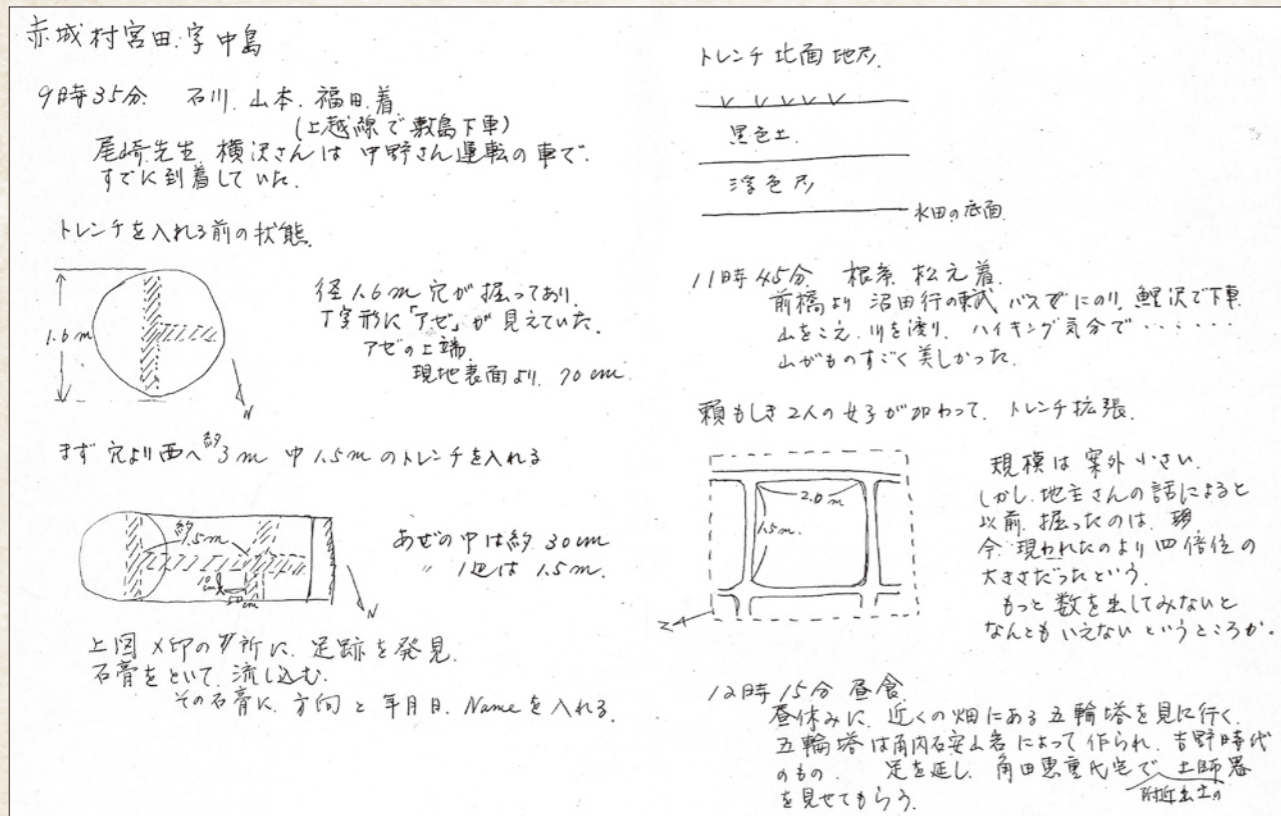 赤城村宮田.字中島
9時35分. 石川.山本.福田.着
(上越線で敷島下車)
尾崎先生.横沢さんは 中野さん運転の車で.
すでに到着していた.
トレンチを入れる前の状態.
1.6m
N
径1.6m 穴が掘ってあり.
T字形に「アゼ」が見えていた.
アゼの上端.
現地表面より.70cm.
まず 穴より西へ約3m 巾1.5mのトレンチを入れる
約
1.5m
10cm
50cm
N
あぜの巾は約30cm
〃 1辺は1.5m.
上図×印のヶ所に.足跡を発見.
石膏をといて.流し込む.
その石膏に.方向と年月日.Nameを入れる.
トレンチ北面地形.
黒色土.
水田の底面.
11時45分. 根岸.松元着.
前橋より沼田行の東武バスでにのり.鯉沢で下車.
山をこえ.川を渡り.ハイキング気分で‥‥‥
山がものすごく美しかった.
頼もしき2人の女子が加わって.トレンチ拡張.
2.0m
1.5m
N
規模は案外小さい.
しかし.地主さんの話によると
以前.掘ったのは.
今.現われたのより四倍位の
大きさだったという.
もっと数を出してみないと
なんともいえないというところか.
12時15分 昼食
昼休みに.近くの畑にある五輪塔を見に行く.
五輪塔は角閃石安山岩によって作られ.吉野時代
のもの. 足を延し.角田恵重氏宅で 土師器
附近出土の
を見せてもらう.